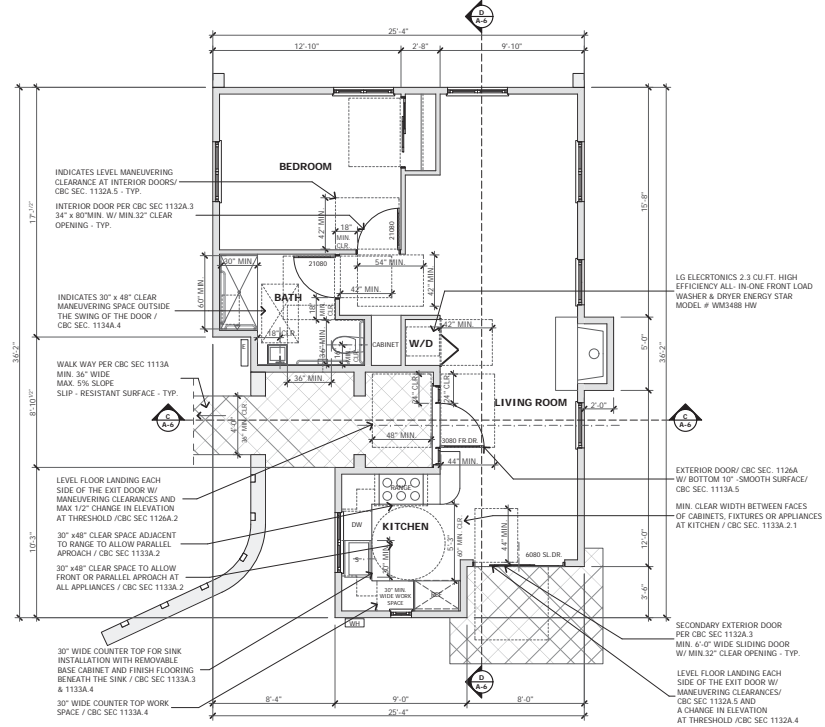 D
A-6
25'-4"
12'-10"
2'-8"
9'-10"
BEDROOM
INDICATES LEVEL MANEUVERING
CLEARANCE AT INTERIOR DOORS/
CBC SEC. 1132A.5 - TYP.
INTERIOR DOOR PER CBC SEC 1132A.3
34" x 80"MIN. W/ MIN.32" CLEAR
OPENING - TYP.
17'-1/2"
15'-8"
42" MIN.
18"
MIN.
CLR.
21080
30" MIN.
21080
54" MIN.
42" MIN.
42" MIN.
60" MIN.
BATH
INDICATES 30" x 48" CLEAR
MANEUVERING SPACE OUTSIDE
THE SWING OF THE DOOR /
CBC SEC. 1134A.4
LG ELECRTONICS 2.3 CU.FT. HIGH
EFFICIENCY ALL- IN-ONE FRONT LOAD
WASHER & DRYER ENERGY STAR
MODEL # WM3488 HW
18" CLR
CABINET
W/D
42" MIN.
36'-2"
36'-2"
5'-0"
36" MIN.
WALK WAY PER CBC SEC 1113A
MIN. 36" WIDE
MAX. 5% SLOPE
SLIP - RESISTANT SURFACE - TYP.
8'-10 1/2"
24" CLR
LIVING ROOM
2'-0"
C
A-6
4'-0"
36" MIN. CLR
48" MIN.
3080 FR.DR.
C
A-6
44" MIN.
EXTERIOR DOOR/ CBC SEC. 1126A
W/ BOTTOM 10" -SMOOTH SURFACE/
CBC SEC. 1113A.5
LEVEL FLOOR LANDING EACH
SIDE OF THE EXIT DOOR W/
MANEUVERING CLEARANCES AND
MAX 1/2" CHANGE IN ELEVATION
AT THRESHOLD /CBC SEC 1126A.2
RANGE
MIN. CLEAR WIDTH BETWEEN FACES
OF CABINETS, FIXTURES OR APPLIANCES
AT KITCHEN / CBC SEC. 1133A.2.1
DW
KITCHEN
5'-3"
60" MIN. CLR
44" MIN.
6080 SL.DR.
10'-3"
12'-0"
30" x48" CLEAR SPACE ADJACENT
TO RANGE TO ALLOW PARALLEL
APROACH / CBC SEC 1133A.2
30" x48" CLEAR SPACE TO ALLOW
FRONT OR PARALLEL APROACH AT
ALL APPLIANCES / CBC SEC 1133A.2
30" MIN.
30" MIN.
WIDE WORK
SPACE
REF
3'-6"
WH
SECONDARY EXTERIOR DOOR
PER CBC SEC 1132A.3
MIN. 6'-0" WIDE SLIDING DOOR
W/ MIN.32" CLEAR OPENING - TYP.
30" WIDE COUNTER TOP FOR SINK
INSTALLATION WITH REMOVABLE
BASE CABINET AND FINISH FLOORING
BENEATH THE SINK / CBC SEC 1133A.3
& 1133A.4
D
A-6
LEVEL FLOOR LANDING EACH
SIDE OF THE EXIT DOOR W/
MANEUVERING CLEARANCES/
CBC SEC 1132A.5 AND
A CHANGE IN ELEVATION
AT THRESHOLD /CBC SEC 1132A.4
30" WIDE COUNTER TOP WORK
SPACE / CBC SEC 1133A.4
8'-4"
9'-0"
8'-0"
25'-4"